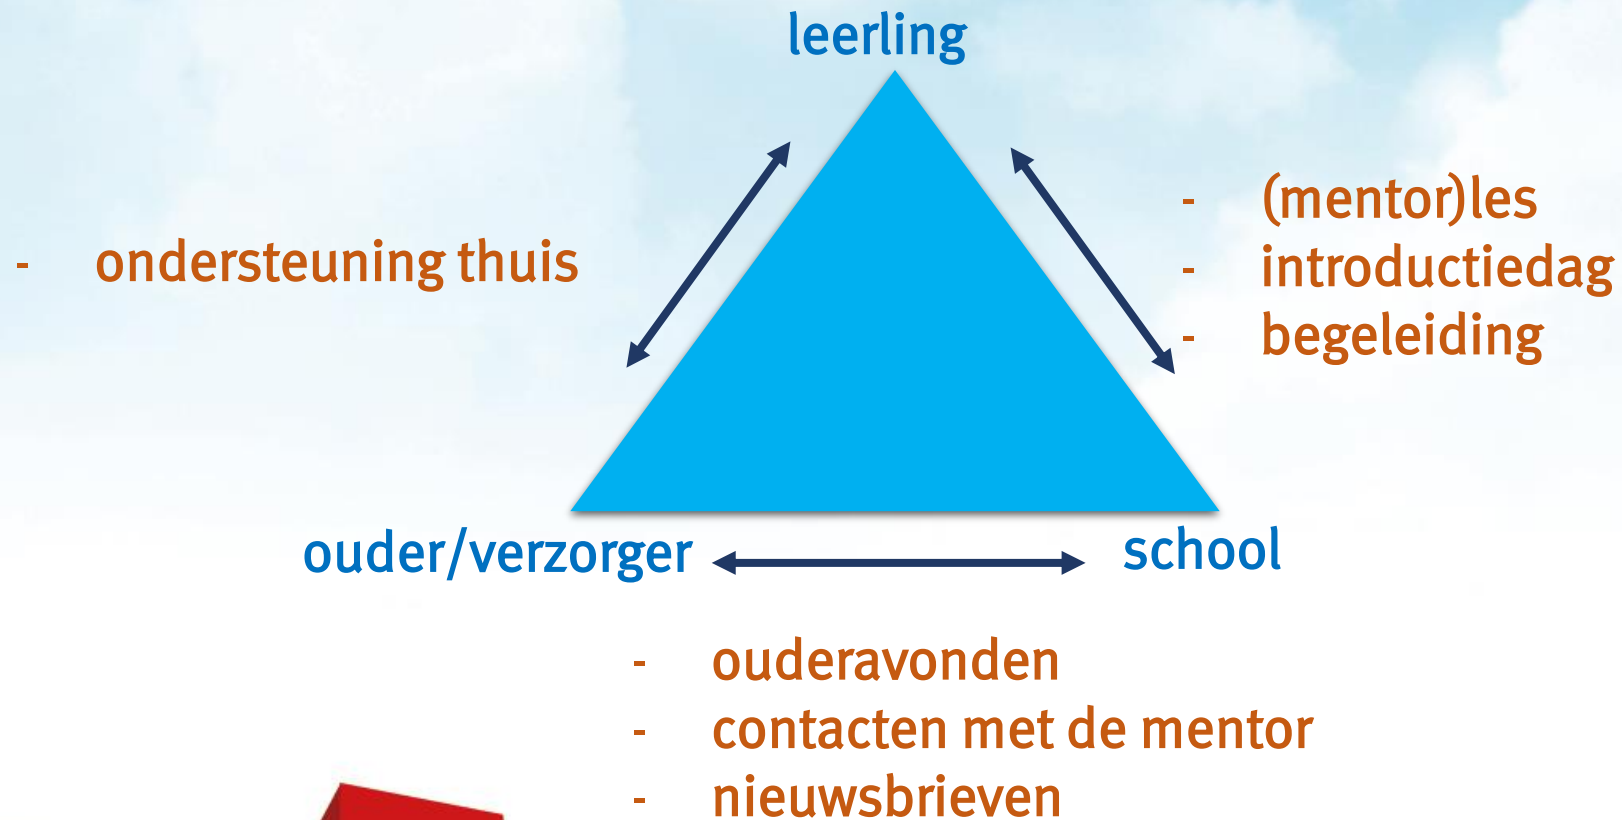 leerling
- (mentor)les
- ondersteuning thuis
- introductiedag
- begeleiding
ouder/verzorger
school
- ouderavonden
- contacten met de mentor
- nieuwsbrieven